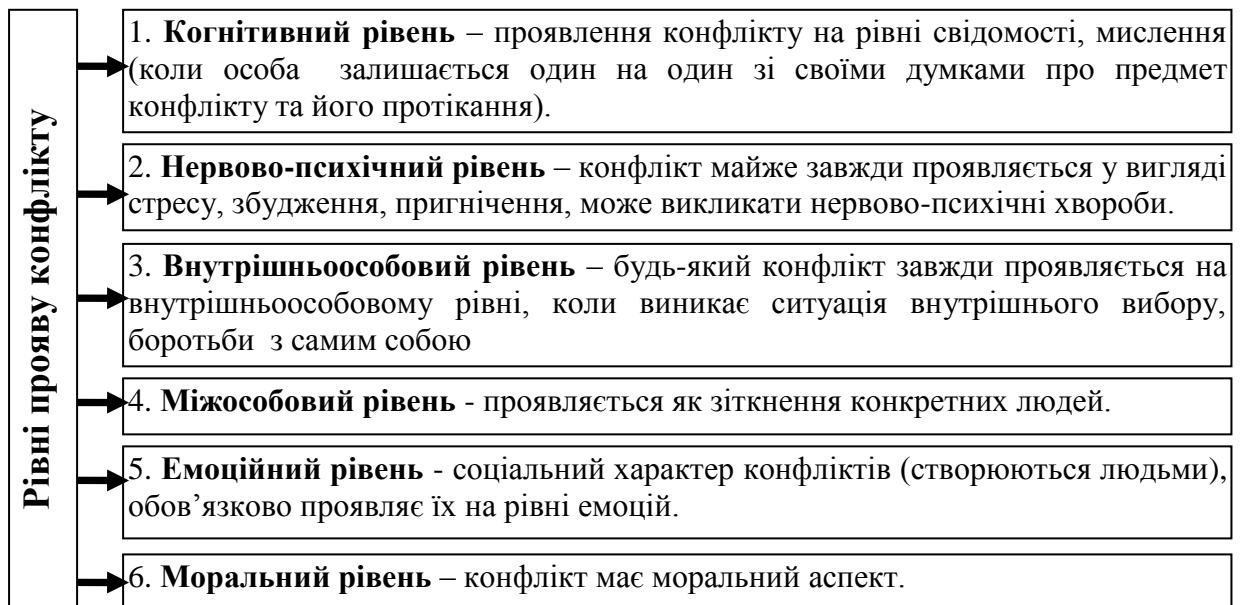 Рівні прояву конфлікту
1. Когнітивний рівень – проявлення конфлікту на рівні свідомості, мислення
(коли особа залишається один на один зі своїми думками про предмет
конфлікту та його протікання).
2. Нервово-психічний рівень – конфлікт майже завжди проявляється у вигляді
стресу, збудження, пригнічення, може викликати нервово-психічні хвороби.
3. Внутрішньоособовий рівень – будь-який конфлікт завжди проявляється на
внутрішньоособовому рівні, коли виникає ситуація внутрішнього вибору,
боротьби з самим собою
4. Міжособовий рівень - проявляється як зіткнення конкретних людей.
5. Емоційний рівень - соціальний характер конфліктів (створюються людьми),
обов’язково проявляє їх на рівні емоцій.
6. Моральний рівень – конфлікт має моральний аспект.